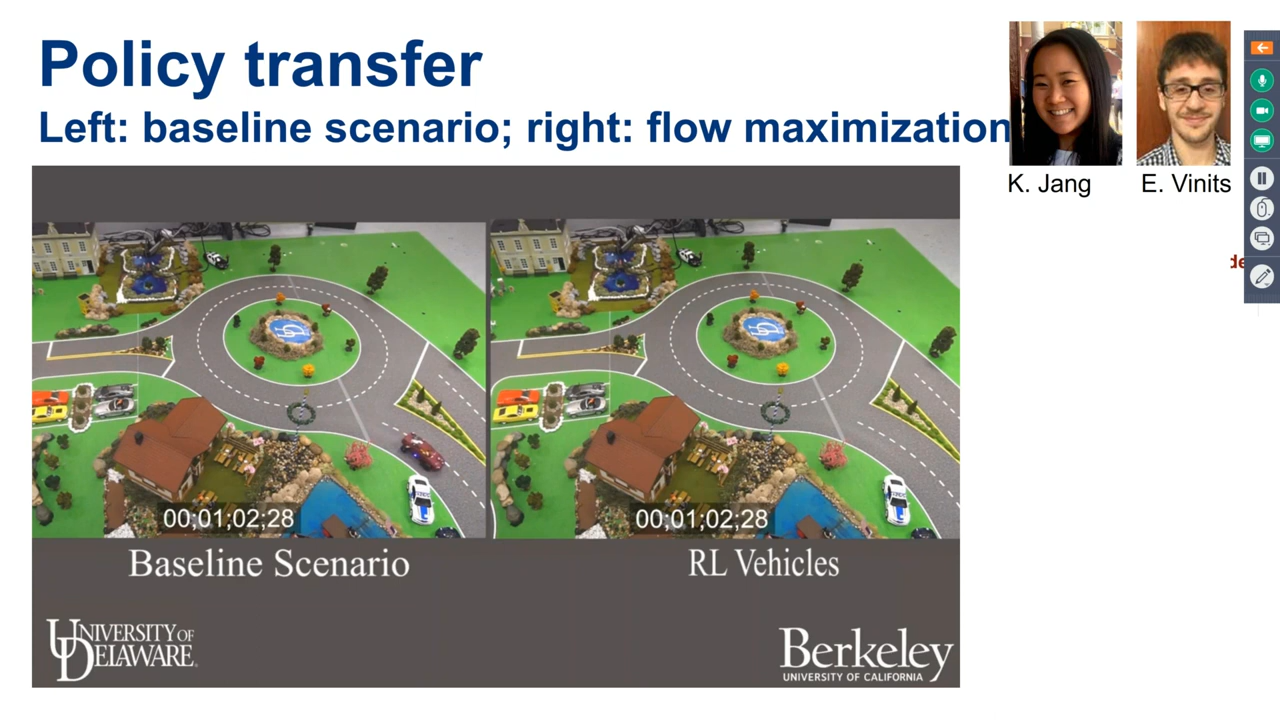 Policy transfer
Left: baseline scenario; right: flow maximization
K. Jang
E. Vinits
de
00;01;02;28
00;01;02;28
Baseline Scenario
RL Vehicles
UNIVERSITY OF
DELAWARE.
Berkeley
UNIVERSITY OF CALIFORNIA